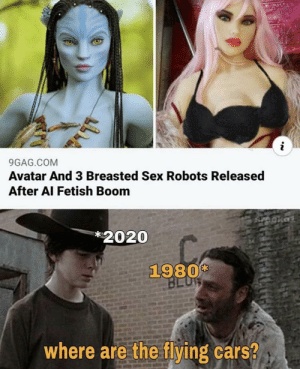 i
9GAG.COM
Avatar And 3 Breasted Sex Robots Released
After AI Fetish Boom
*2020
1980*
where are the flying cars?